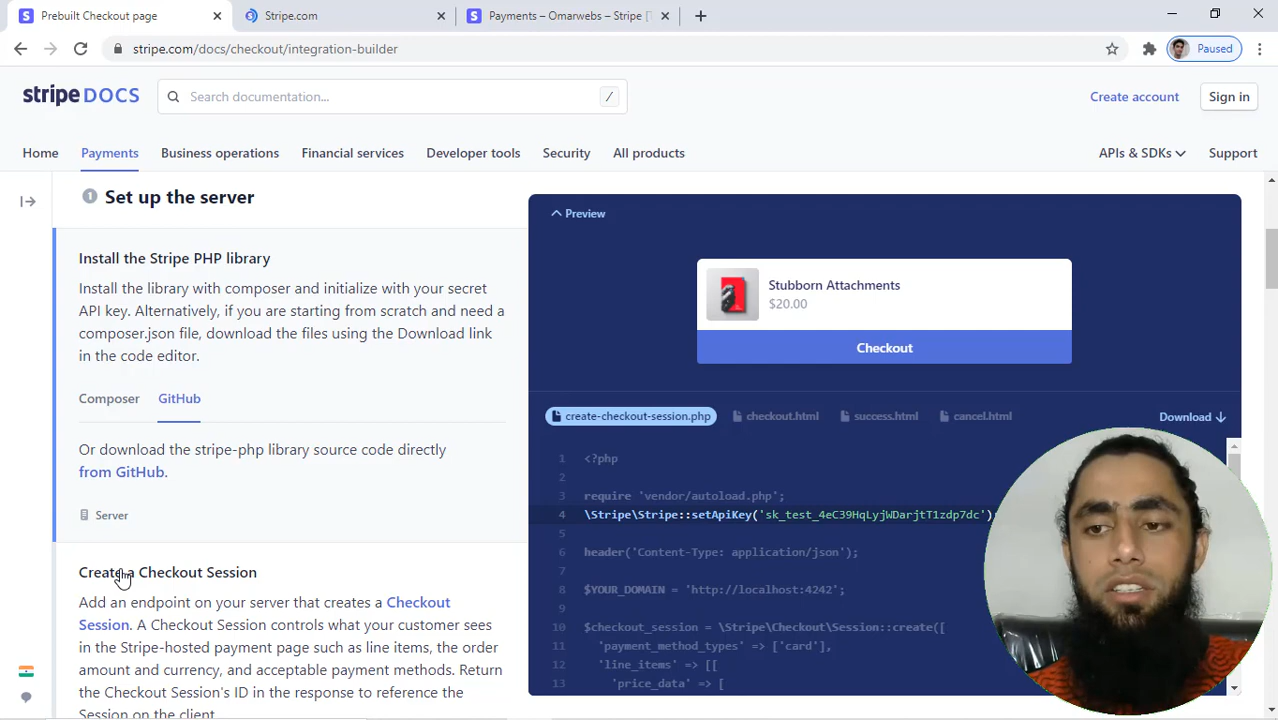 Prebuilt Checkout page
Stripe.com
Payments – Omarwebs – Stripe [T
stripe.com/docs/checkout/integration-builder
Paused
stripe DOCS
Search documentation...
/
Create account
Sign in
Home
Payments
Business operations
Financial services
Developer tools
Security
All products
APIs & SDKs
Support
1 Set up the server
Install the Stripe PHP library
Install the library with composer and initialize with your secret
API key. Alternatively, if you are starting from scratch and need a
composer.json file, download the files using the Download link
in the code editor.
Composer
GitHub
Or download the stripe-php library source code directly
from GitHub.
Server
Create a Checkout Session
Add an endpoint on your server that creates a Checkout
Session. A Checkout Session controls what your customer sees
in the Stripe-hosted payment page such as line items, the order
amount and currency, and acceptable payment methods. Return
the Checkout Session's ID in the response to reference the
Session on the client.
Preview
Stubborn Attachments
$20.00
Checkout
create-checkout-session.php
checkout.html
success.html
cancel.html
Download
1 <?php
2
3 require 'vendor/autoload.php';
4 \Stripe\Stripe::setApiKey('sk_test_4eC39HqLyjWDarjtT1zdp7dc');
5
6 header('Content-Type: application/json');
7
8 $YOUR_DOMAIN = 'http://localhost:4242';
9
10 $checkout_session = \Stripe\Checkout\Session::create([
11 'payment_method_types' => ['card'],
12 'line_items' => [[
13 'price_data' => [